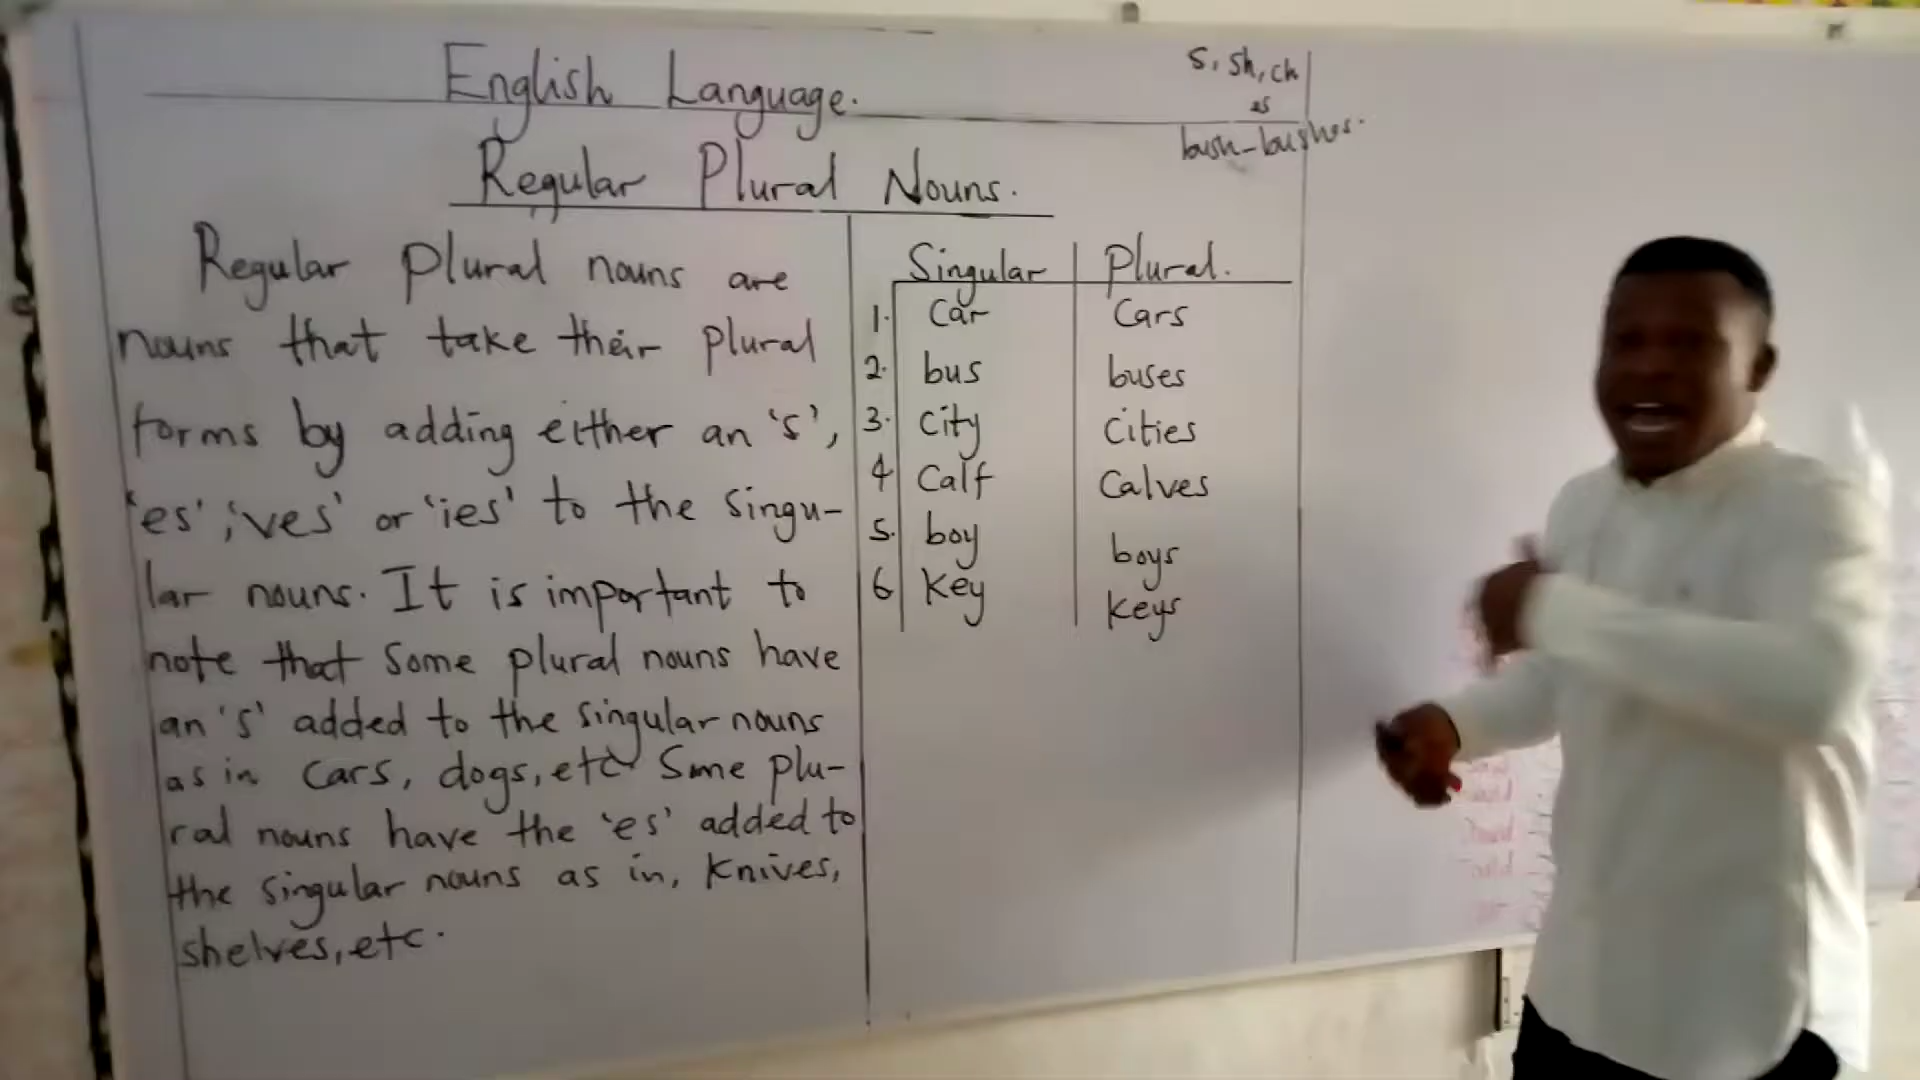 English Language.
s, sh, ch
es
bush-bushes.
Regular Plural Nouns.
Regular plural nouns are
nouns that take their plural
forms by adding either an 's',
'es', 'ves' or 'ies' to the singu-
lar nouns. It is important to
note that some plural nouns have
an 's' added to the singular nouns
as in cars, dogs, etc. Some plu-
ral nouns have the 'es' added to
the singular nouns as in, knives,
shelves, etc.
Singular Plural.
1. Car Cars
2. bus buses
3. City Cities
4 Calf Calves
5. boy boys
6 Key Keys